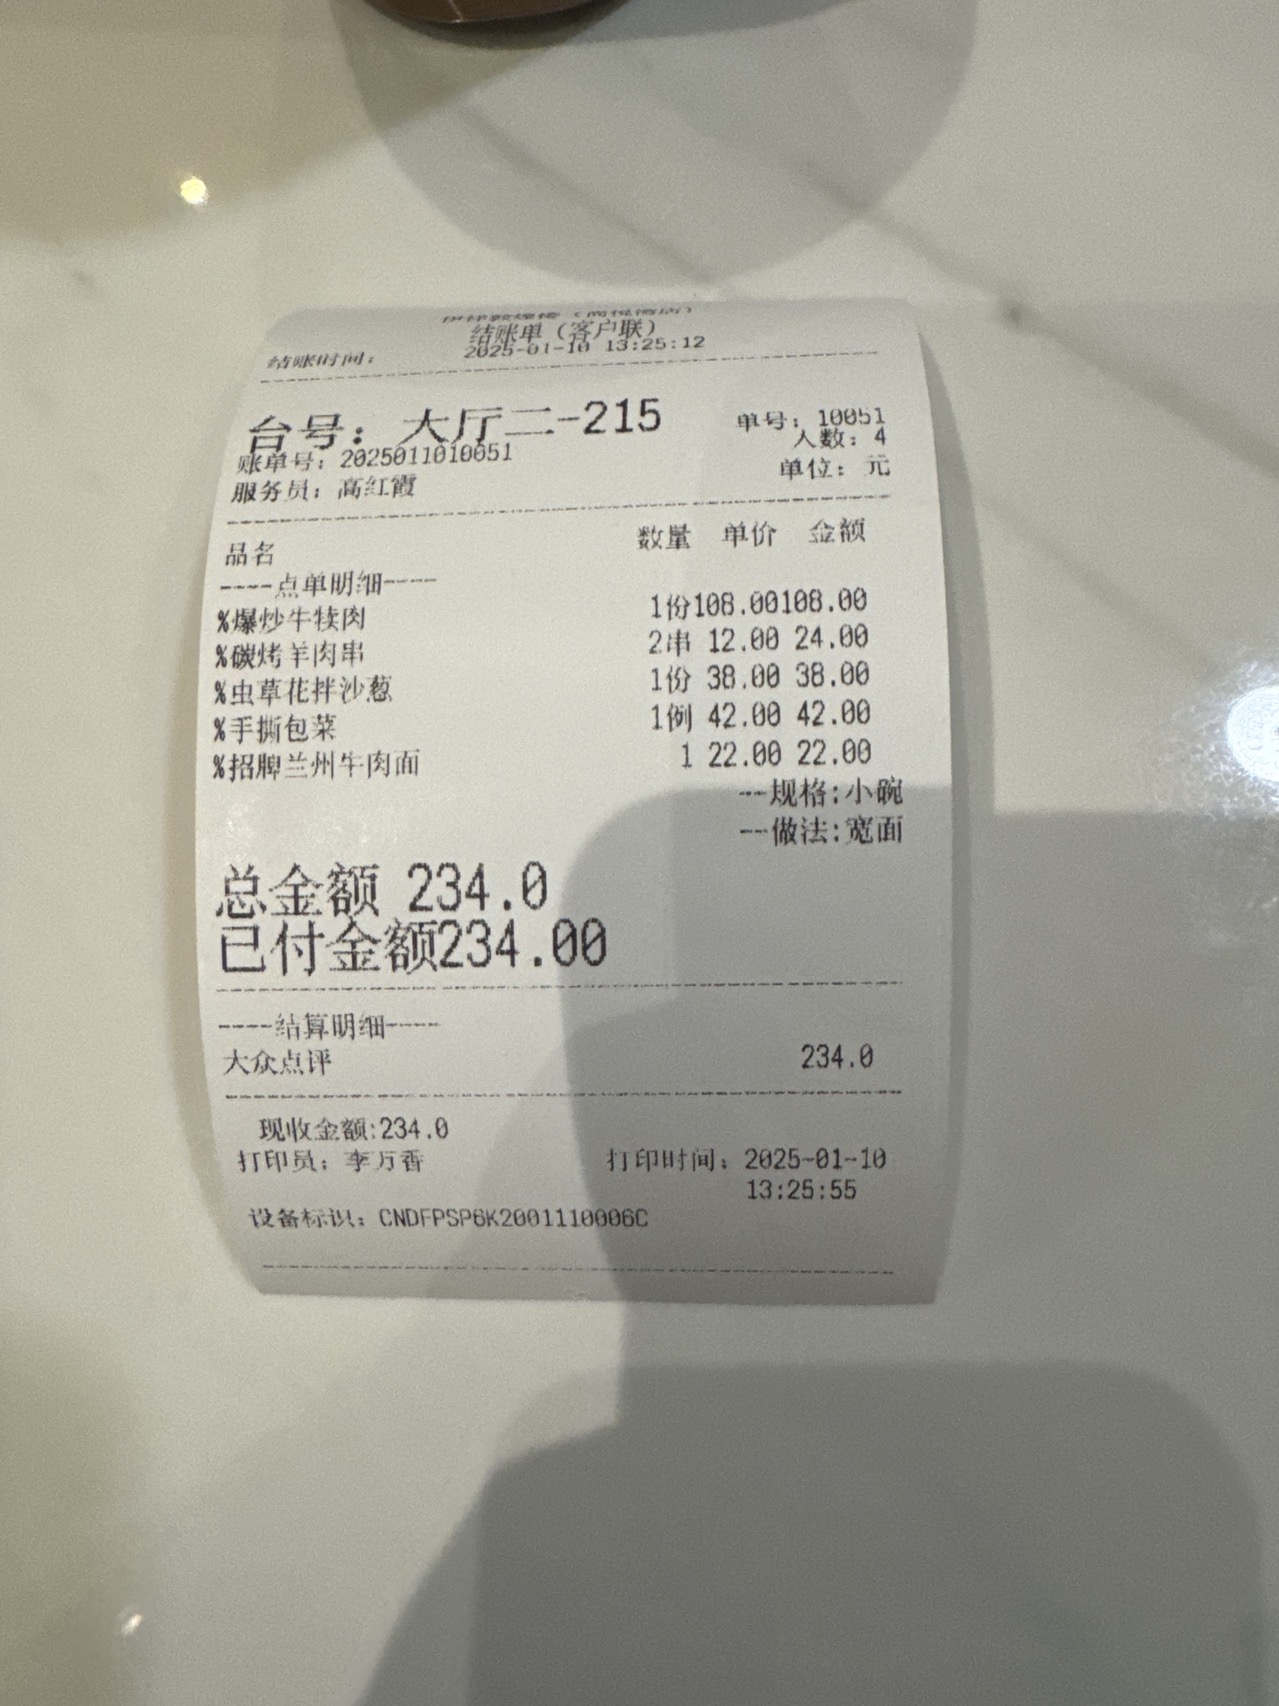 结账单（客户联）
结账时间： 2025-01-10 13:25:12
台号：大厅二-215 单号：10051
人数：4
账单号：2025011010051
单位：元
服务员：高红霞
品名 数量 单价 金额
----点单明细----
%爆炒牛犊肉 1份108.00108.00
%碳烤羊肉串 2串 12.00 24.00
%虫草花拌沙葱 1份 38.00 38.00
%手撕包菜 1例 42.00 42.00
%招牌兰州牛肉面 1 22.00 22.00
--规格:小碗
--做法:宽面
总金额 234.0
已付金额234.00
----结算明细----
大众点评 234.0
现收金额:234.0
打印员：李万香 打印时间：2025-01-10
13:25:55
设备标识：CNDFPSP6K2001110006C